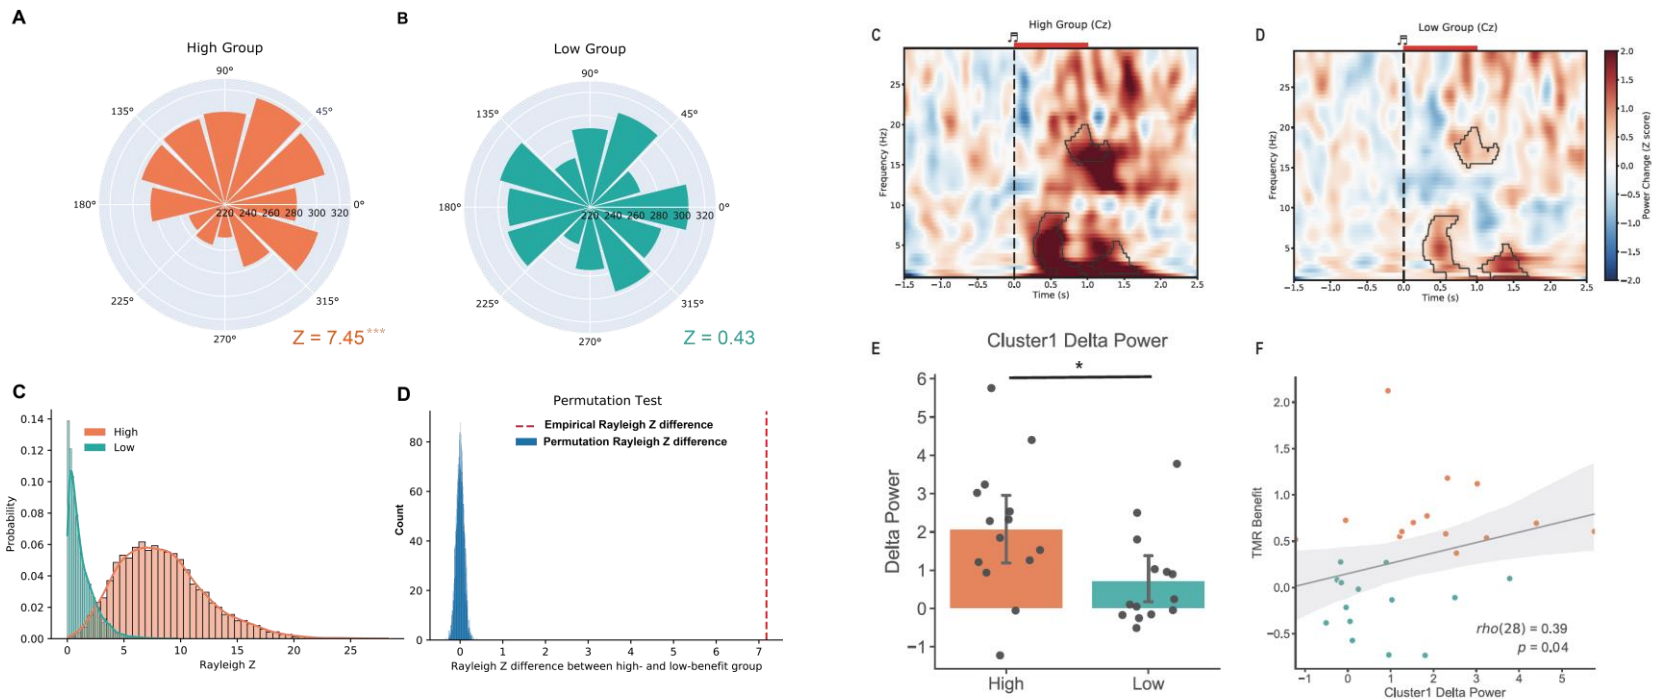 A
High Group
90°
135°
45°
180°
220 240 260 280 300 320
0°
225°
315°
270°
Z = 7.45***
B
Low Group
90°
135°
45°
180°
220 240 260 280 300 320
0°
225°
315°
270°
Z = 0.43
C
High Group (Cz)
Frequency (Hz)
25
20
15
10
5
−1.5 −1.0 −0.5 0.0 0.5 1.0 1.5 2.0 2.5
Time (s)
D
Low Group (Cz)
Frequency (Hz)
25
20
15
10
5
−1.5 −1.0 −0.5 0.0 0.5 1.0 1.5 2.0 2.5
Time (s)
2.0
1.5
1.0
0.5
0.0
−0.5
−1.0
−1.5
−2.0
Power Change (Z score)
C
High
Low
Probability
0.14
0.12
0.10
0.08
0.06
0.04
0.02
0.00
0 5 10 15 20 25
Rayleigh Z
D
Permutation Test
Empirical Rayleigh Z difference
Permutation Rayleigh Z difference
Count
80
60
40
20
0
0 1 2 3 4 5 6 7
Rayleigh Z difference between high- and low-benefit group
E
Cluster1 Delta Power
*
Delta Power
6
5
4
3
2
1
0
−1
High Low
F
TMR Benefit
2.0
1.5
1.0
0.5
0.0
−0.5
rho(28) = 0.39
p = 0.04
−1 0 1 2 3 4 5
Cluster1 Delta Power